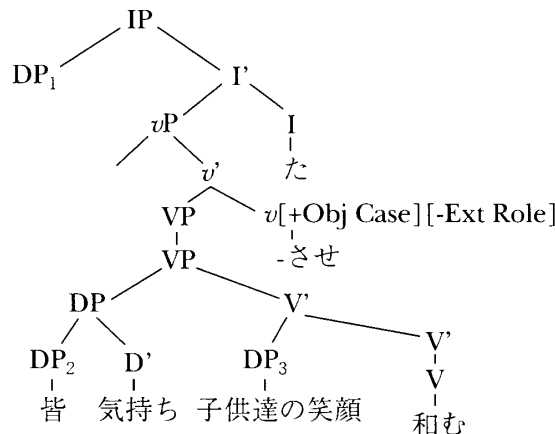 IP
DP₁ I’
vP I
た
v’
VP v[+Obj Case][-Ext Role]
VP -させ
DP V’
DP₂ D’ DP₃ V’
V
皆 気持ち 子供達の笑顔
和む